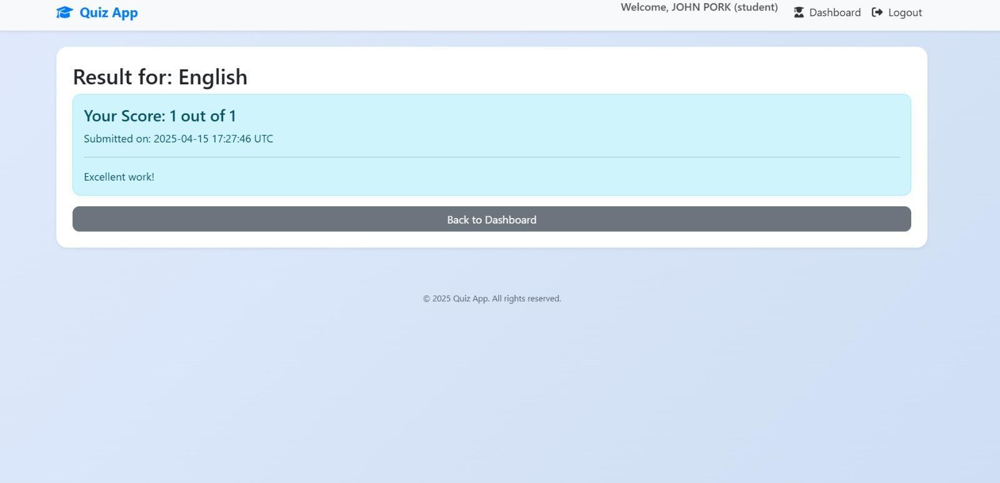 Quiz App
Welcome, JOHN PORK (student)
Dashboard
Logout
Result for: English
Your Score: 1 out of 1
Submitted on: 2025-04-15 17:27:46 UTC
Excellent work!
Back to Dashboard
© 2025 Quiz App. All rights reserved.